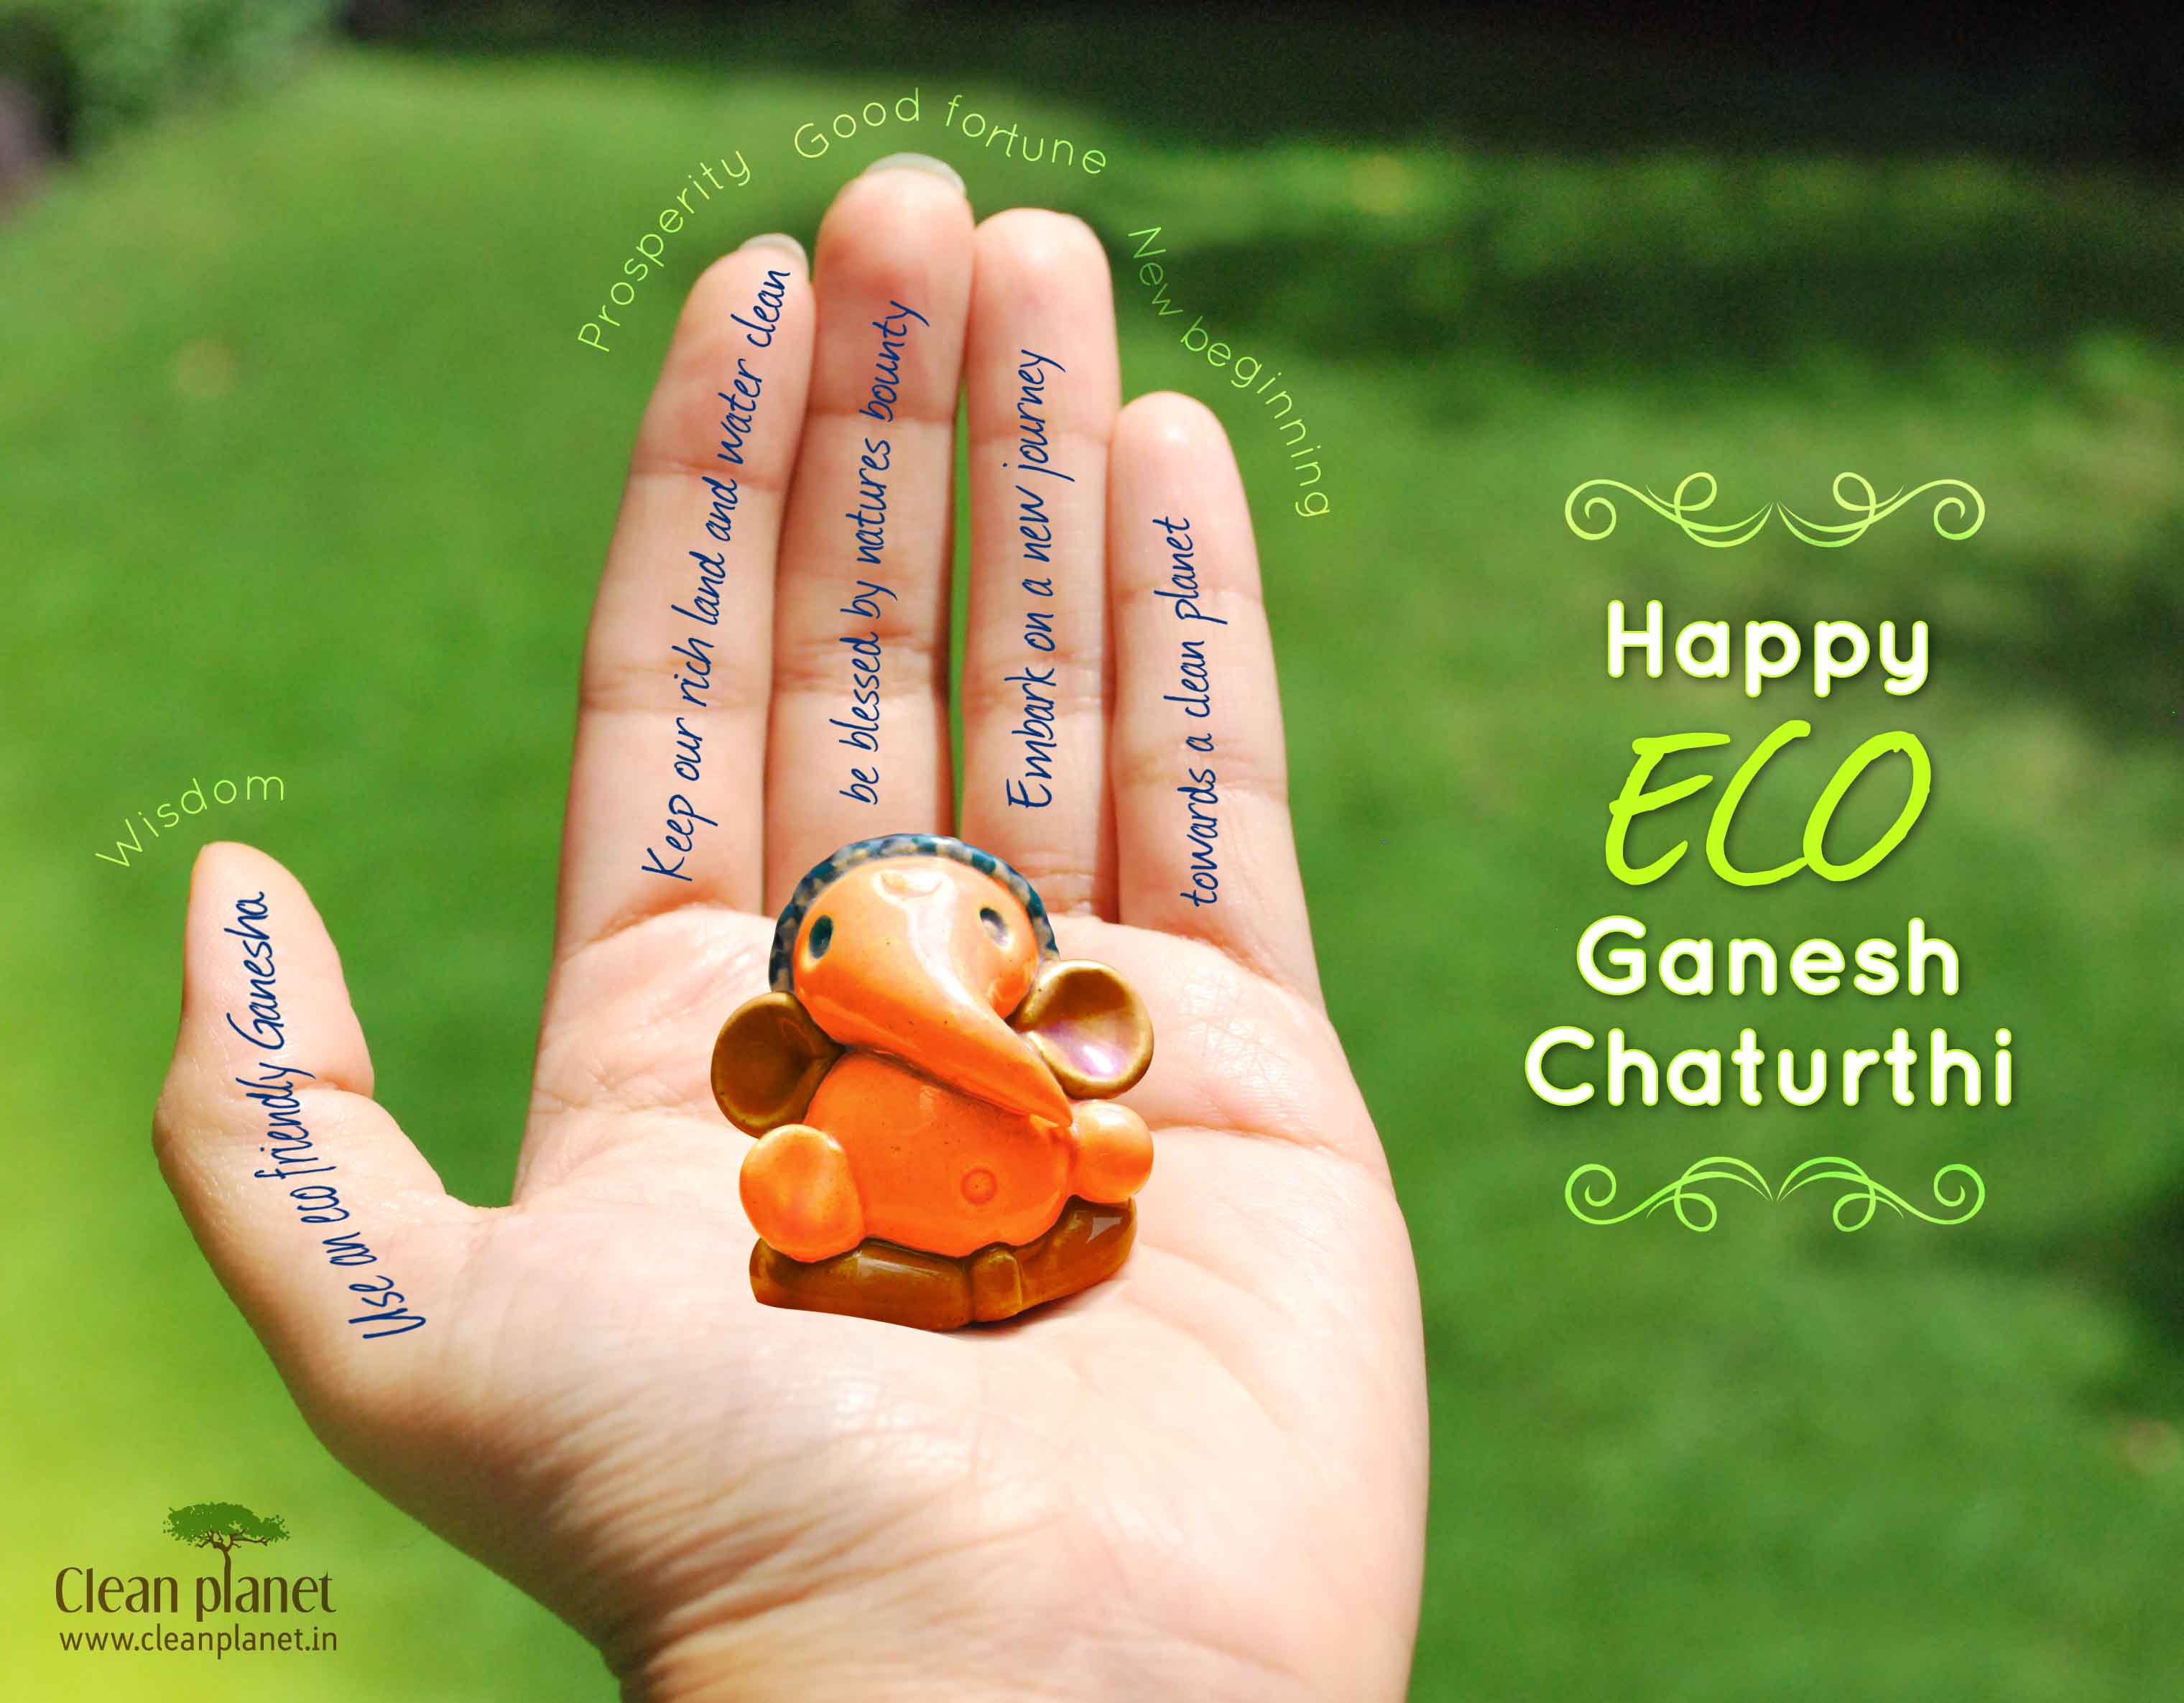 Wisdom
Prosperity
Good fortune
New beginning
Use an eco friendly Ganesha
Keep our rich land and water clean
be blessed by natures bounty
Embark on a new journey
towards a clean planet
Happy
ECO
Ganesh
Chaturthi
Clean planet
www.cleanplanet.in